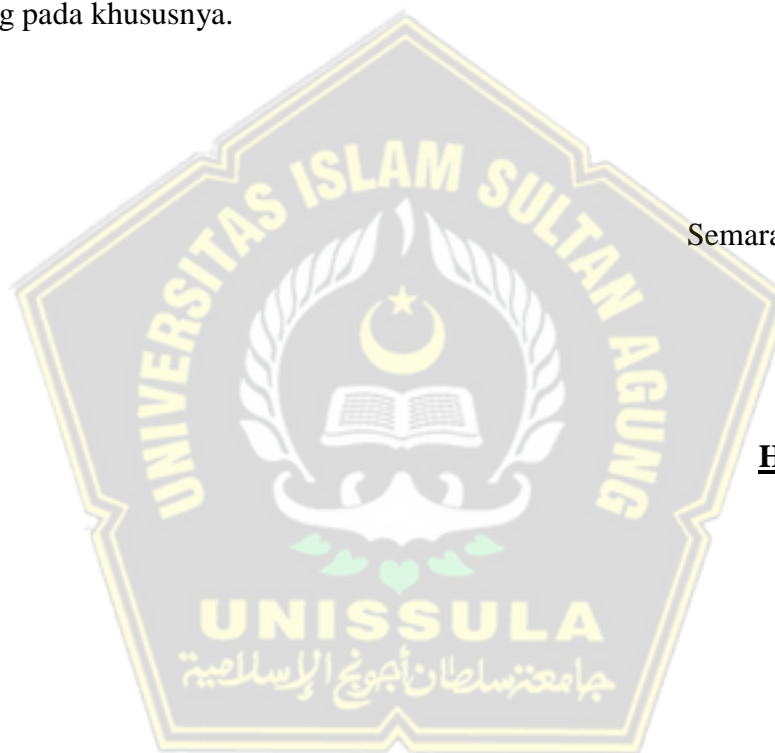 g pada khususnya.
UNIVERSITAS ISLAM SULTAN AGUNG
Semara
H
UNISSULA
جامعة سلطان أجونج الإسلامية